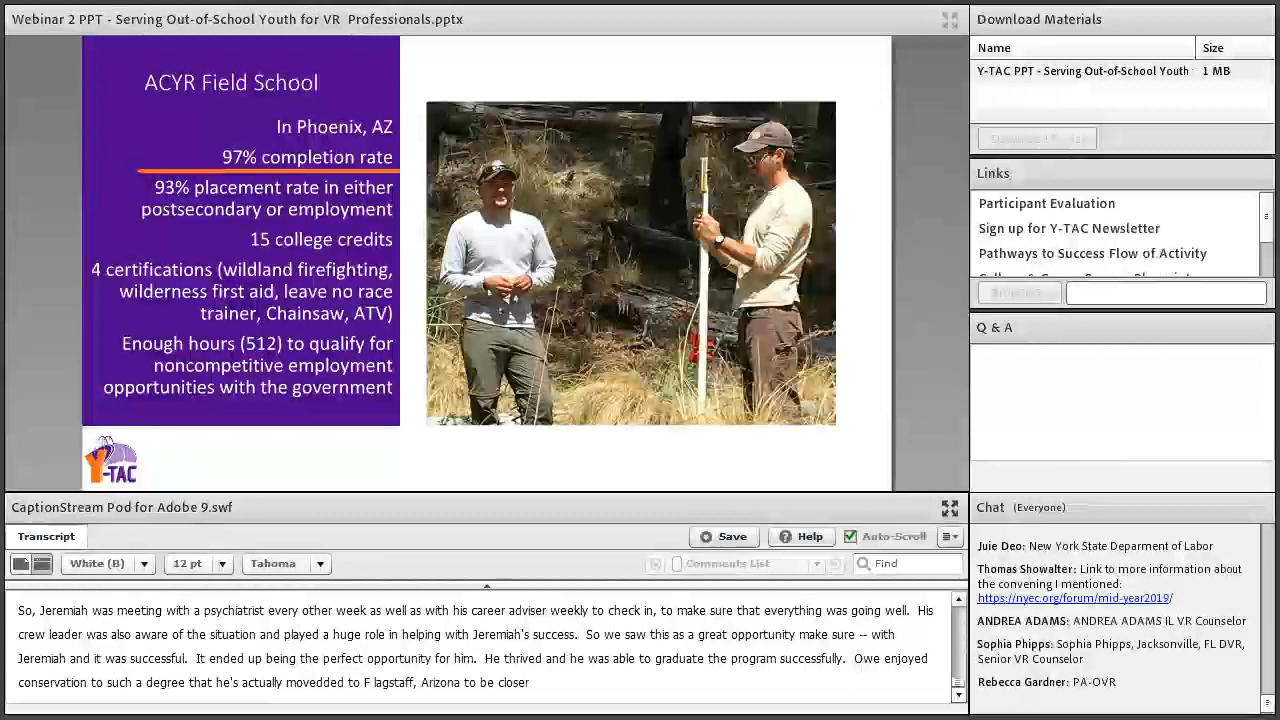 Webinar 2 PPT - Serving Out-of-School Youth for VR  Professionals.pptx
ACYR Field School
In Phoenix, AZ
97% completion rate
93% placement rate in either
postsecondary or employment
15 college credits
4 certifications (wildland firefighting,
wilderness first aid, leave no race
trainer, Chainsaw, ATV)
Enough hours (512) to qualify for
noncompetitive employment
opportunities with the government
Y-TAC
CaptionStream Pod for Adobe 9.swf
Transcript
Save
Help
Auto-Scroll
White (B)
12 pt
Tahoma
Comments List
Find
So, Jeremiah was meeting with a psychiatrist every other week as well as with his career adviser weekly to check in, to make sure that everything was going well.  His
crew leader was also aware of the situation and played a huge role in helping with Jeremiah's success.  So we saw this as a great opportunity make sure -- with
Jeremiah and it was successful.  It ended up being the perfect opportunity for him.  He thrived and he was able to graduate the program successfully.  Owe enjoyed
conservation to such a degree that he's actually movedded to F lagstaff, Arizona to be closer
Download Materials
Name
Size
Y-TAC PPT - Serving Out-of-School Youth
1 MB
Links
Participant Evaluation
Sign up for Y-TAC Newsletter
Pathways to Success Flow of Activity
Q & A
Chat (Everyone)
Juie Deo: New York State Deparment of Labor
Thomas Showalter: Link to more information about
the convening I mentioned:
https://nyec.org/forum/mid-year2019/
ANDREA ADAMS: ANDREA ADAMS IL VR Counselor
Sophia Phipps: Sophia Phipps, Jacksonville, FL DVR,
Senior VR Counselor
Rebecca Gardner: PA-OVR